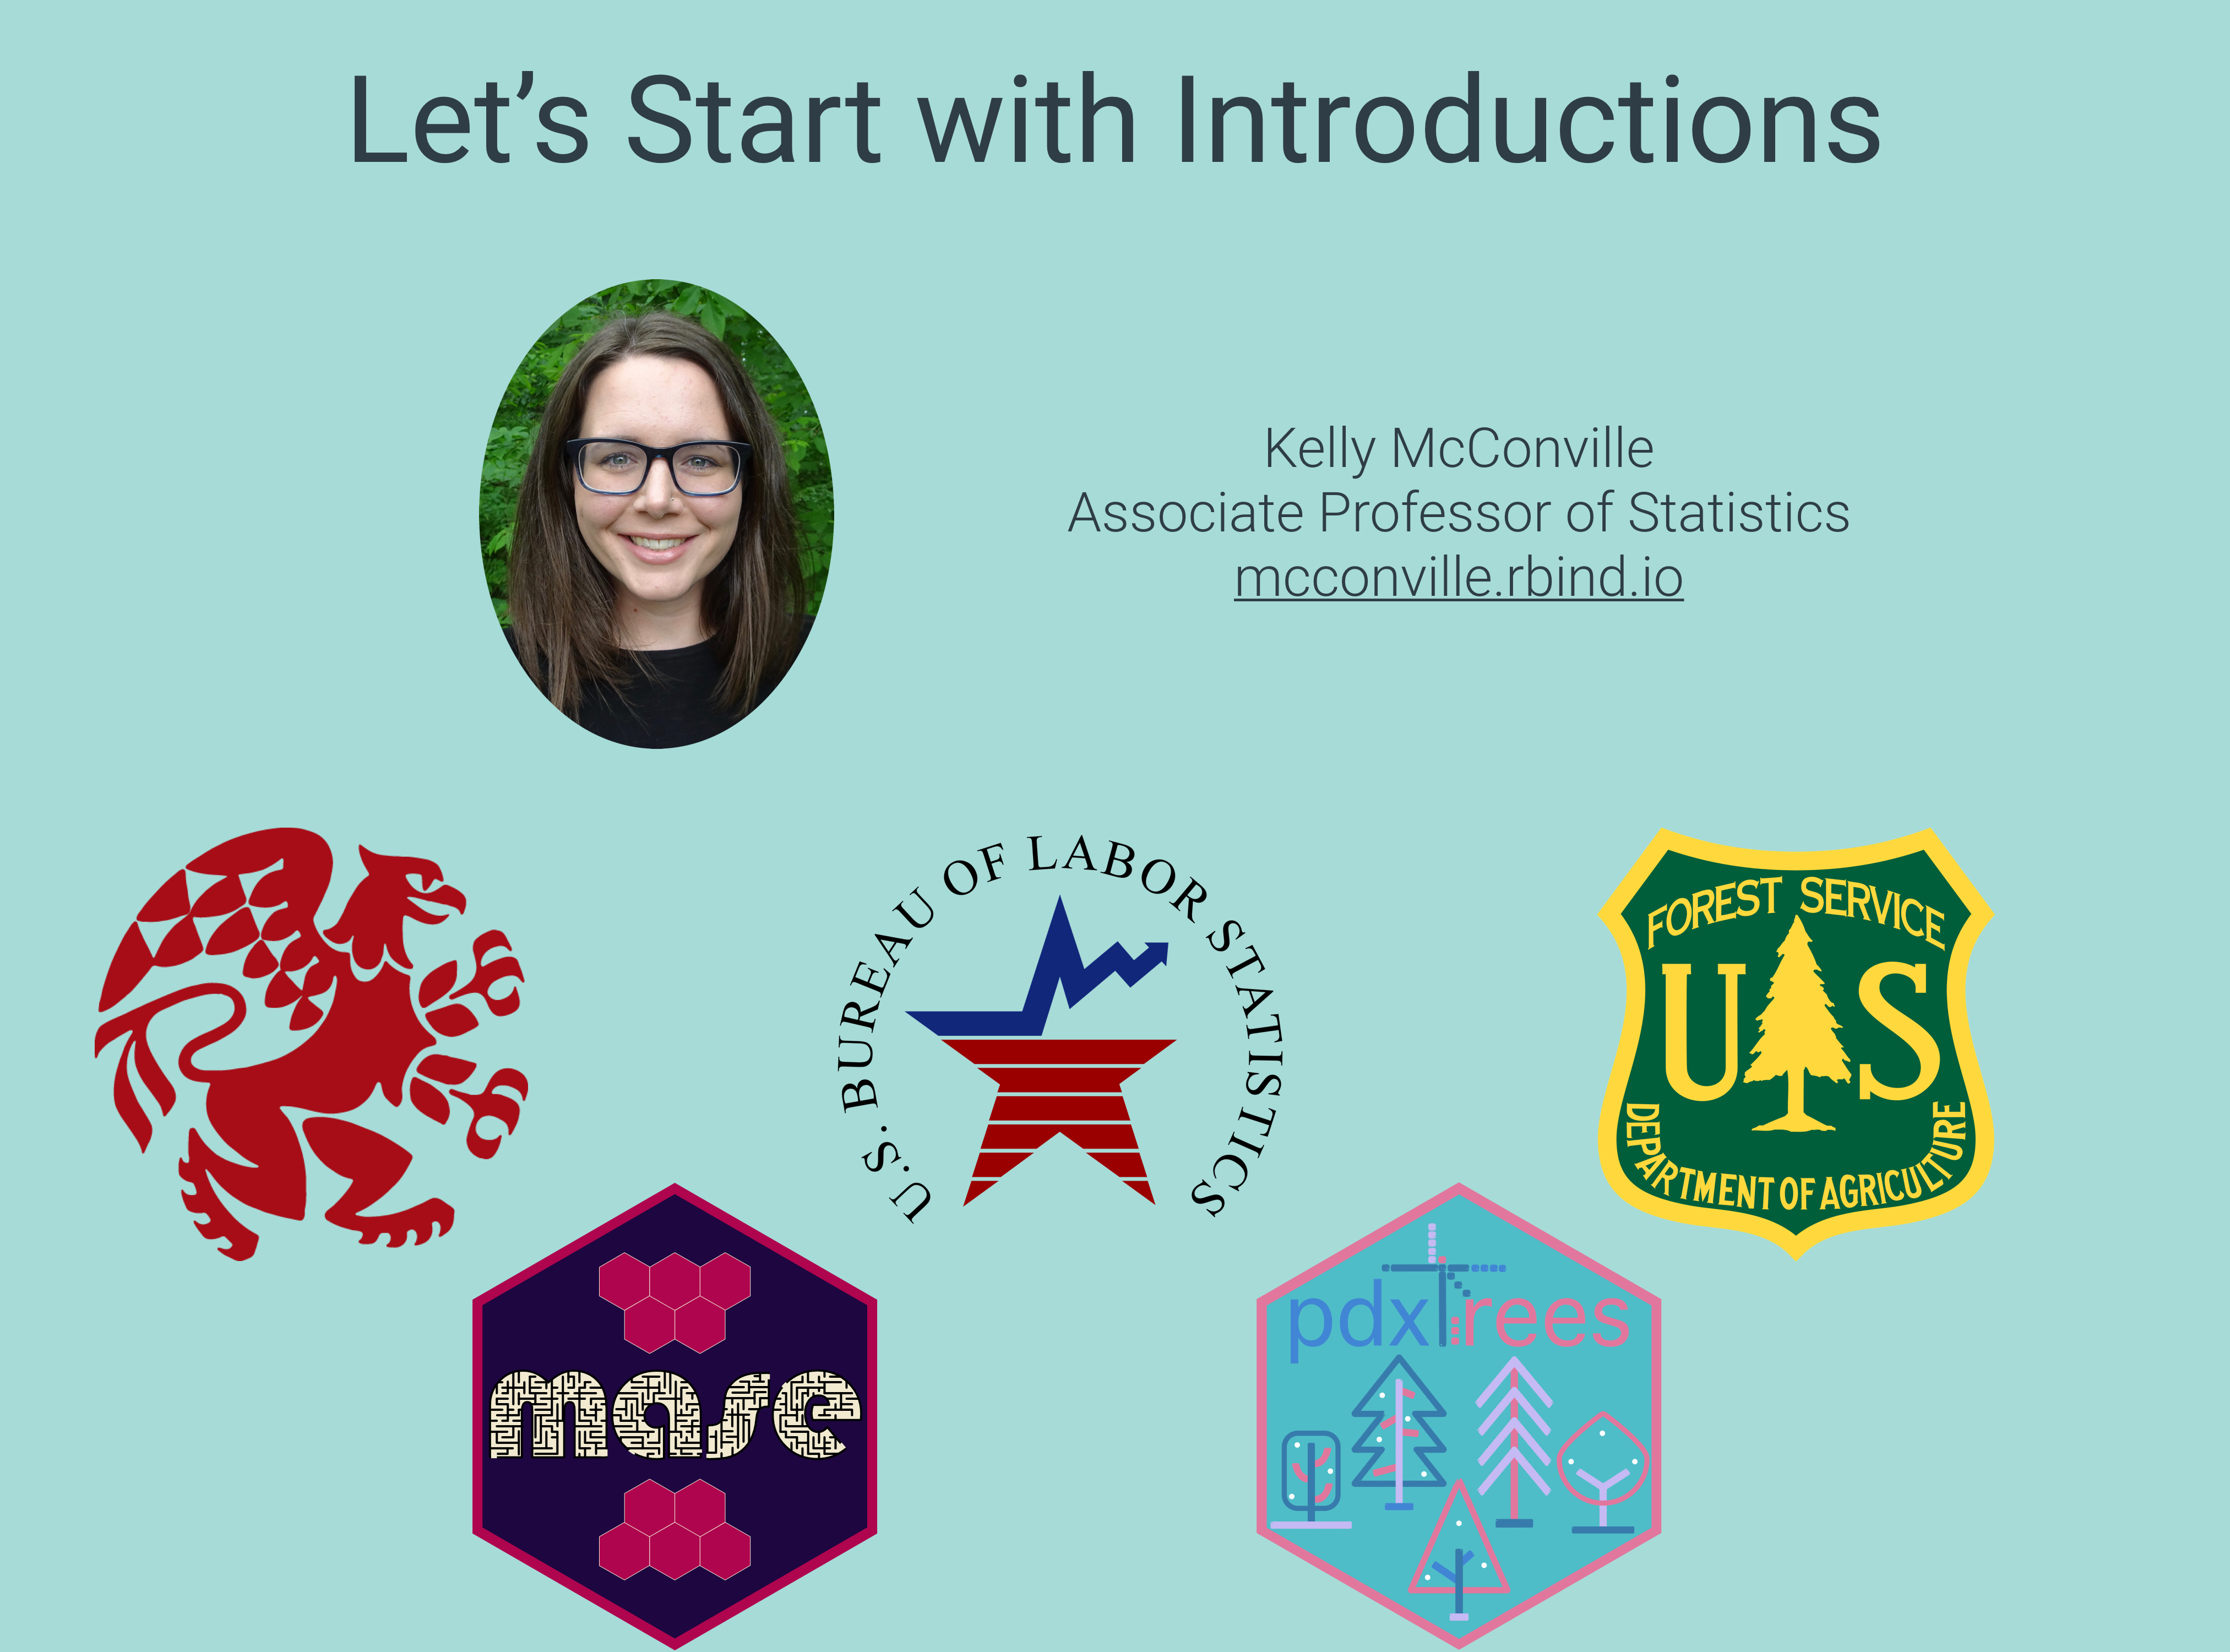 Let’s Start with Introductions
Kelly McConville
Associate Professor of Statistics
mcconville.rbind.io
U.S. BUREAU OF LABOR STATISTICS
FOREST SERVICE
U S
DEPARTMENT OF AGRICULTURE
mase
pdxTrees